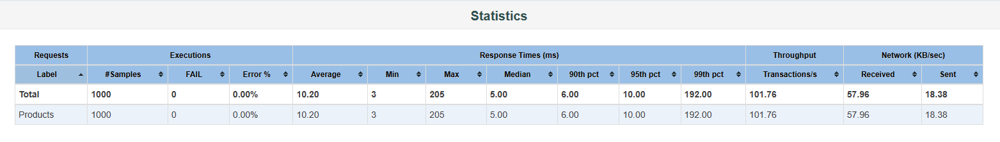 Statistics
Requests Executions Response Times (ms) Throughput Network (KB/sec)
Label #Samples FAIL Error % Average Min Max Median 90th pct 95th pct 99th pct Transactions/s Received Sent
Total 1000 0 0.00% 10.20 3 205 5.00 6.00 10.00 192.00 101.76 57.96 18.38
Products 1000 0 0.00% 10.20 3 205 5.00 6.00 10.00 192.00 101.76 57.96 18.38